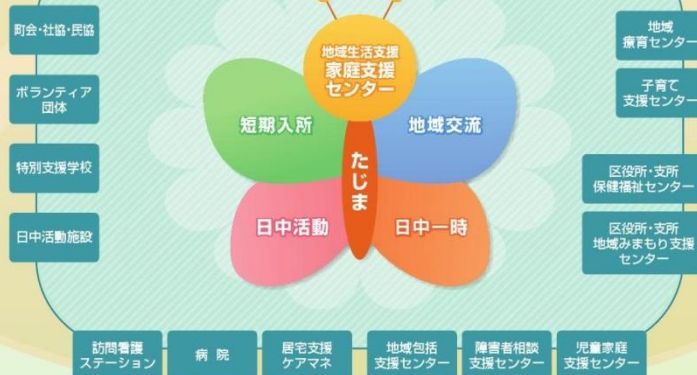 町会・社協・民協
ボランティア
団体
特別支援学校
日中活動施設
地域生活支援
家庭支援
センター
短期入所
地域交流
たじま
日中活動
日中一時
地域
療育センター
子育て
支援センター
区役所・支所
保健福祉センター
区役所・支所
地域みまもり支援
センター
訪問看護
ステーション
病院
居宅支援
ケアマネ
地域包括
支援センター
障害者相談
支援センター
児童家庭
支援センター